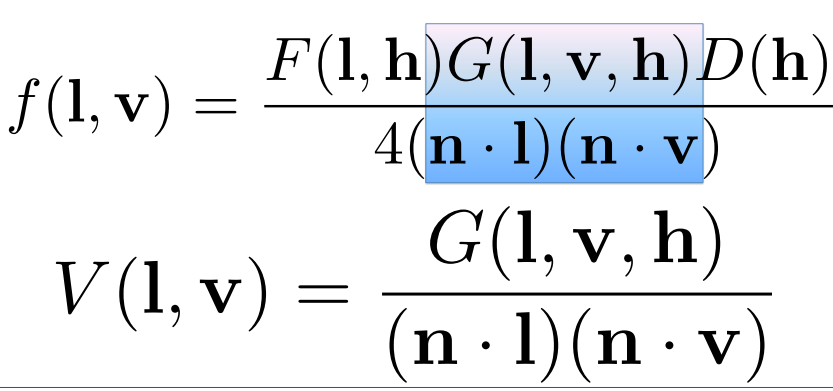 f(l, v) = F(l, h)G(l, v, h)D(h) / 4(n · l)(n · v)
V(l, v) = G(l, v, h) / (n · l)(n · v)